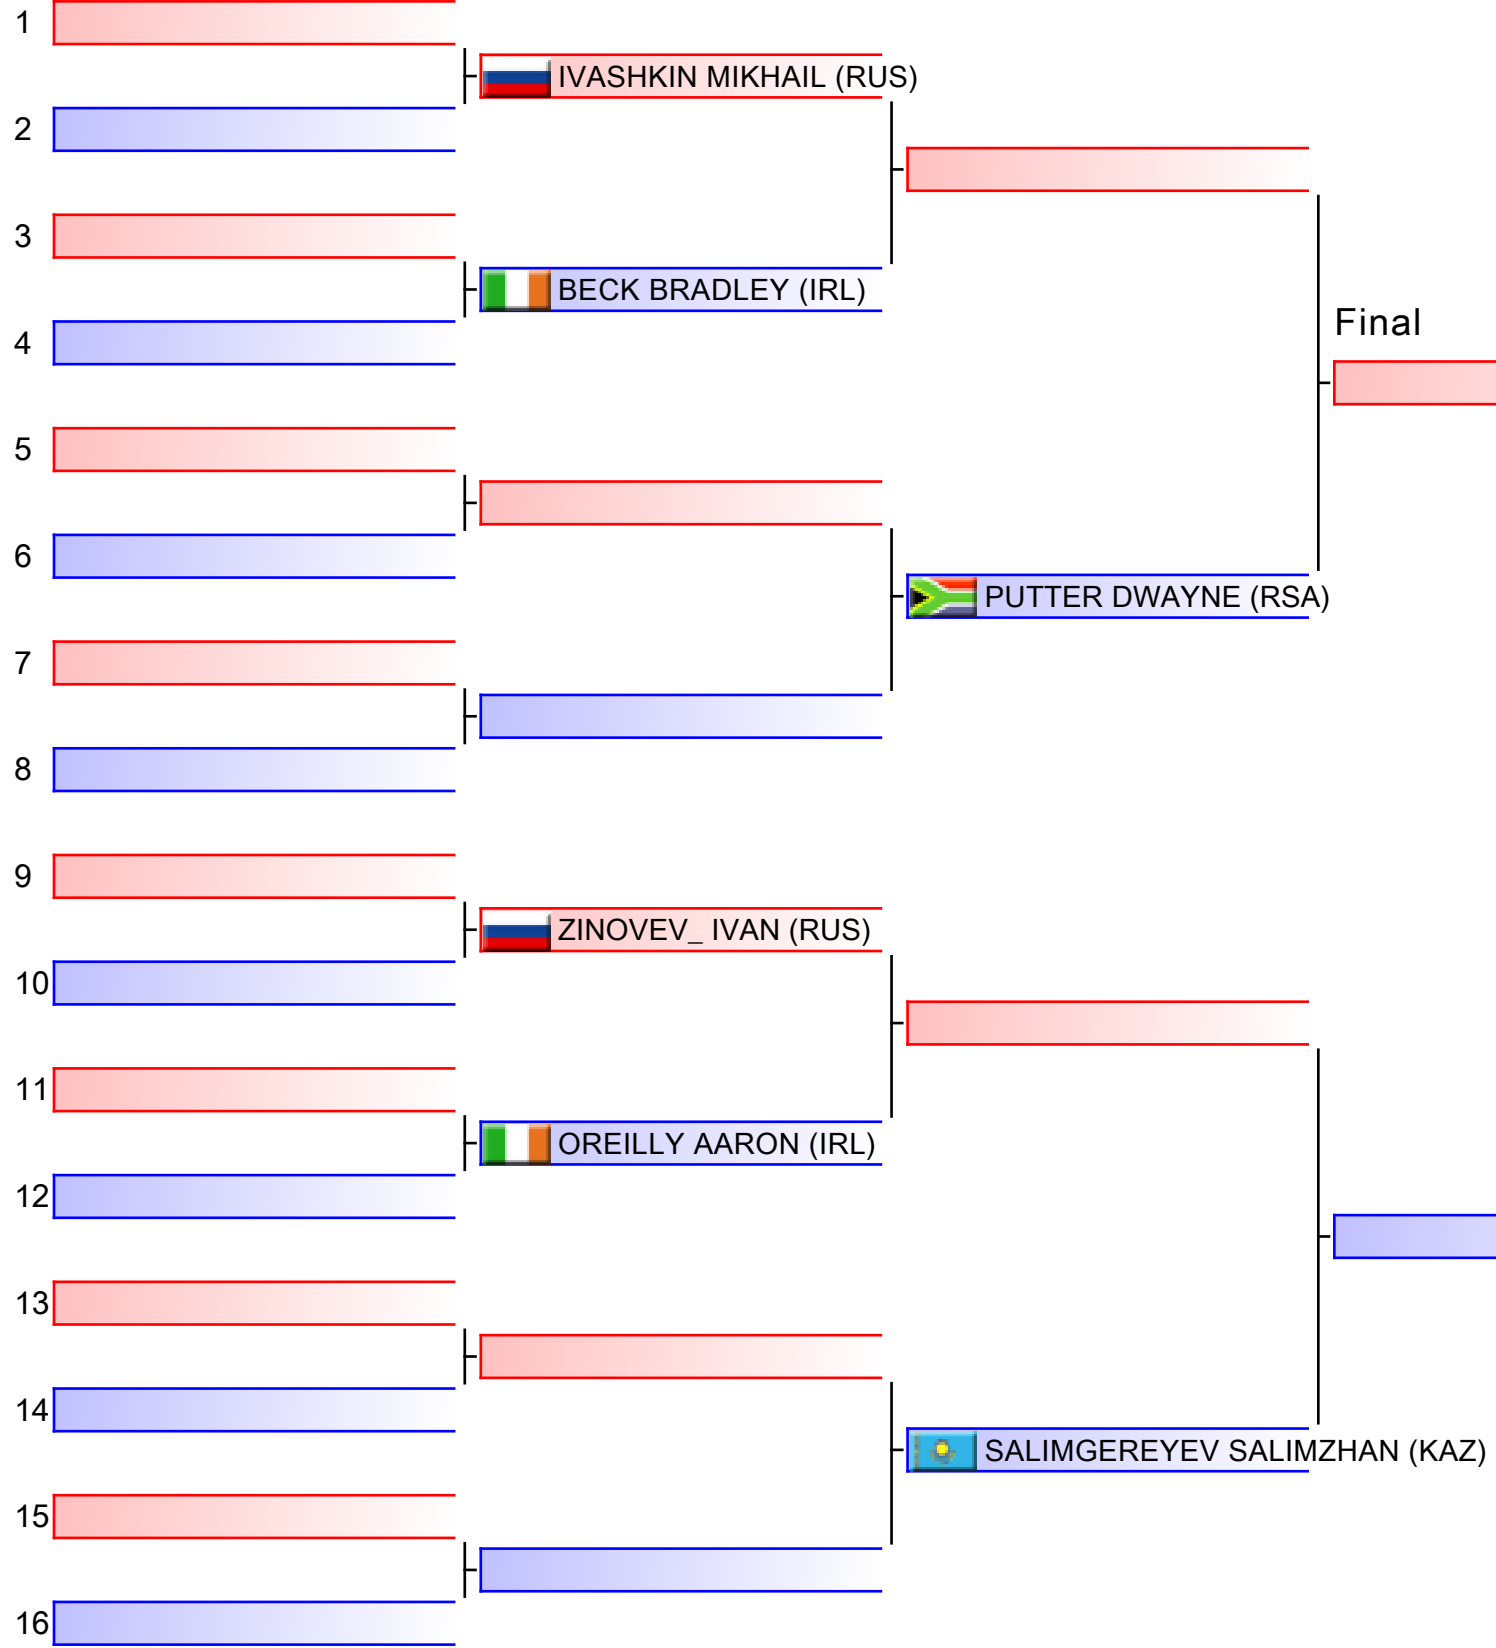 1
IVASHKIN MIKHAIL (RUS)
2
3
BECK BRADLEY (IRL)
4
Final
5
6
PUTTER DWAYNE (RSA)
7
8
9
ZINOVEV_ IVAN (RUS)
10
11
OREILLY AARON (IRL)
12
13
14
SALIMGEREYEV SALIMZHAN (KAZ)
15
16